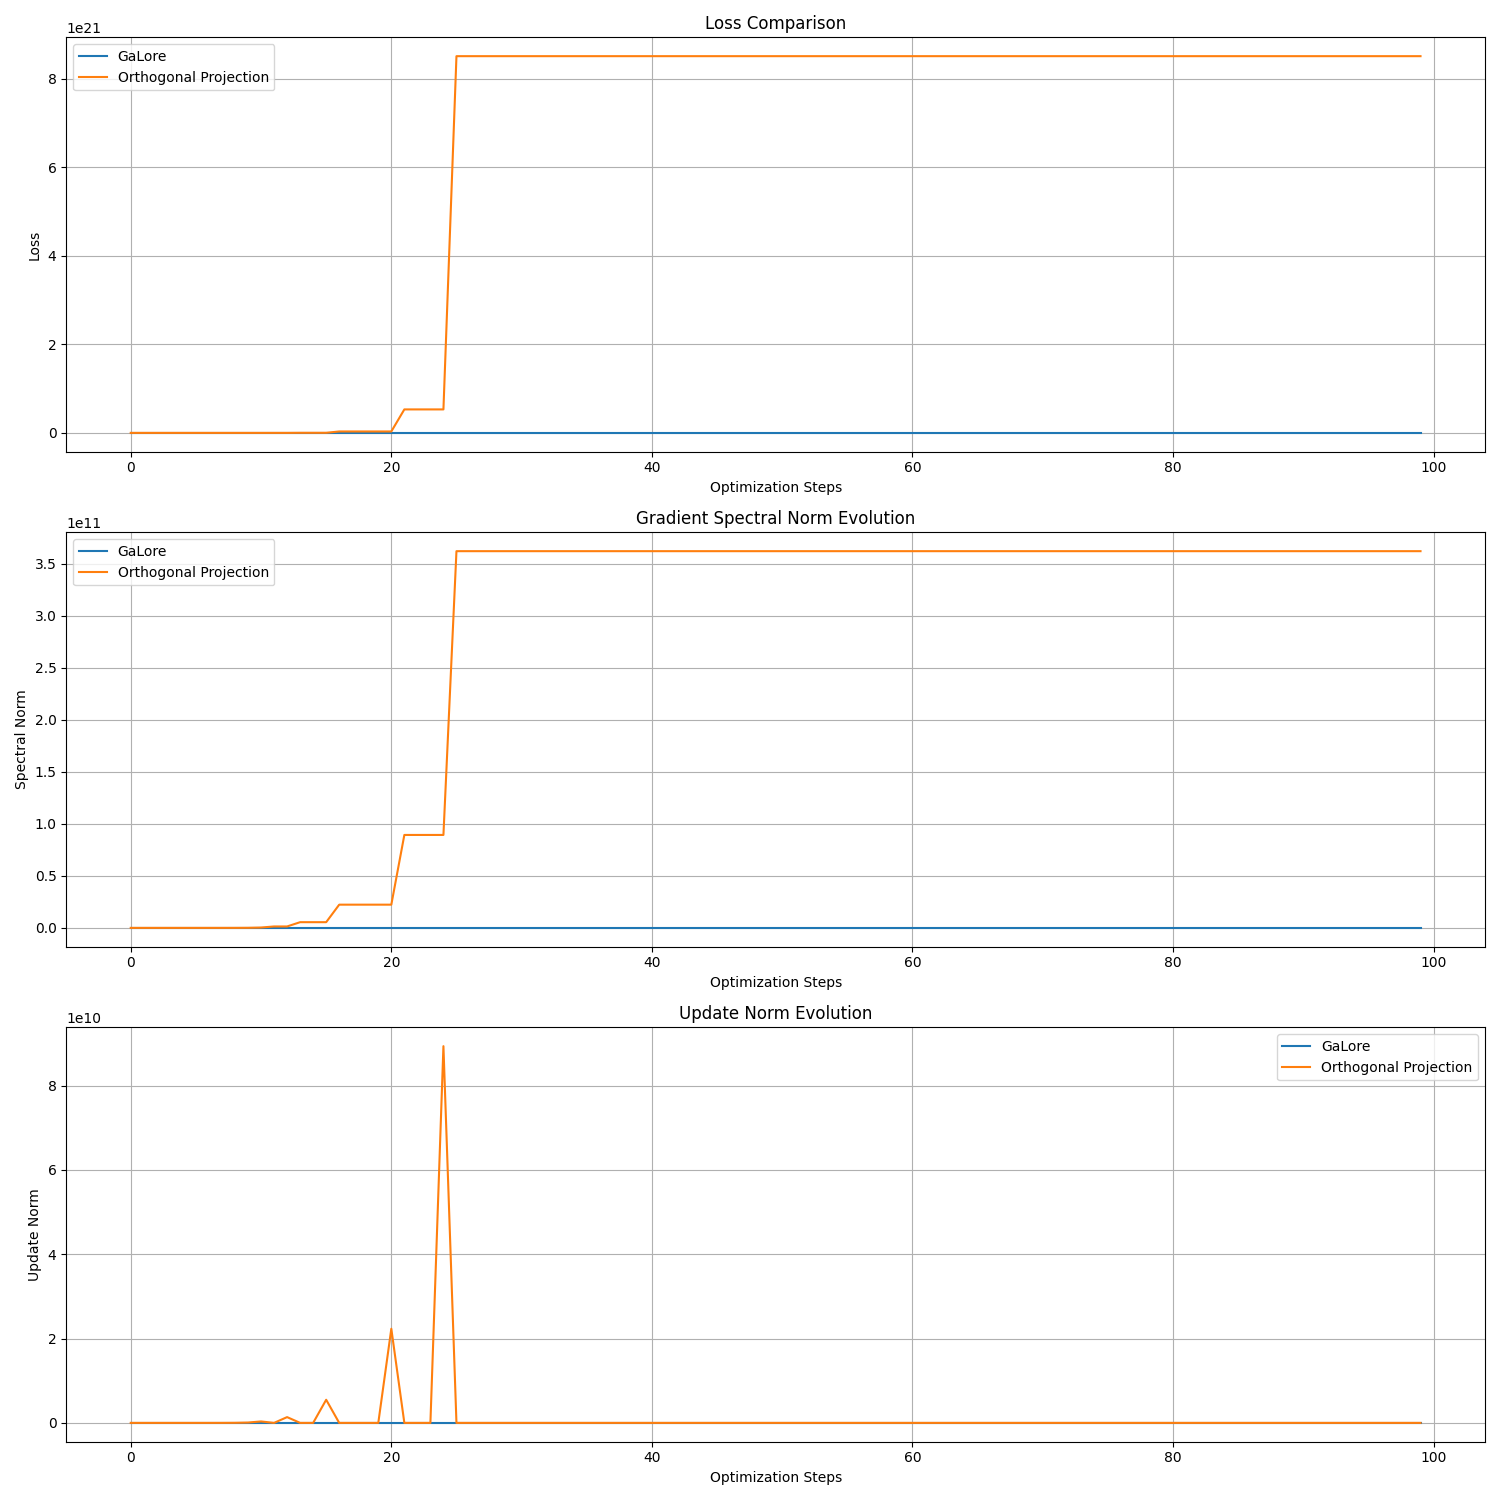 Loss Comparison
1e21
GaLore
Orthogonal Projection
8
6
4
2
0
Loss
0 20 40 60 80 100
Optimization Steps
Gradient Spectral Norm Evolution
1e11
GaLore
Orthogonal Projection
3.5
3.0
2.5
2.0
1.5
1.0
0.5
0.0
Spectral Norm
0 20 40 60 80 100
Optimization Steps
Update Norm Evolution
1e10
GaLore
Orthogonal Projection
8
6
4
2
0
Update Norm
0 20 40 60 80 100
Optimization Steps